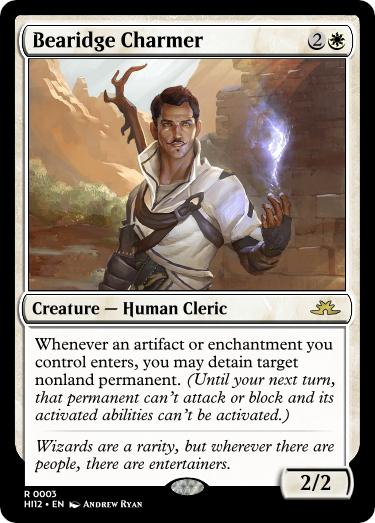 Bearidge Charmer 2
Creature — Human Cleric
Whenever an artifact or enchantment you
control enters, you may detain target
nonland permanent. (Until your next turn,
that permanent can't attack or block and its
activated abilities can't be activated.)
Wizards are a rarity, but wherever there are
people, there are entertainers.
2/2
R 0003
HI12 • EN Andrew Ryan